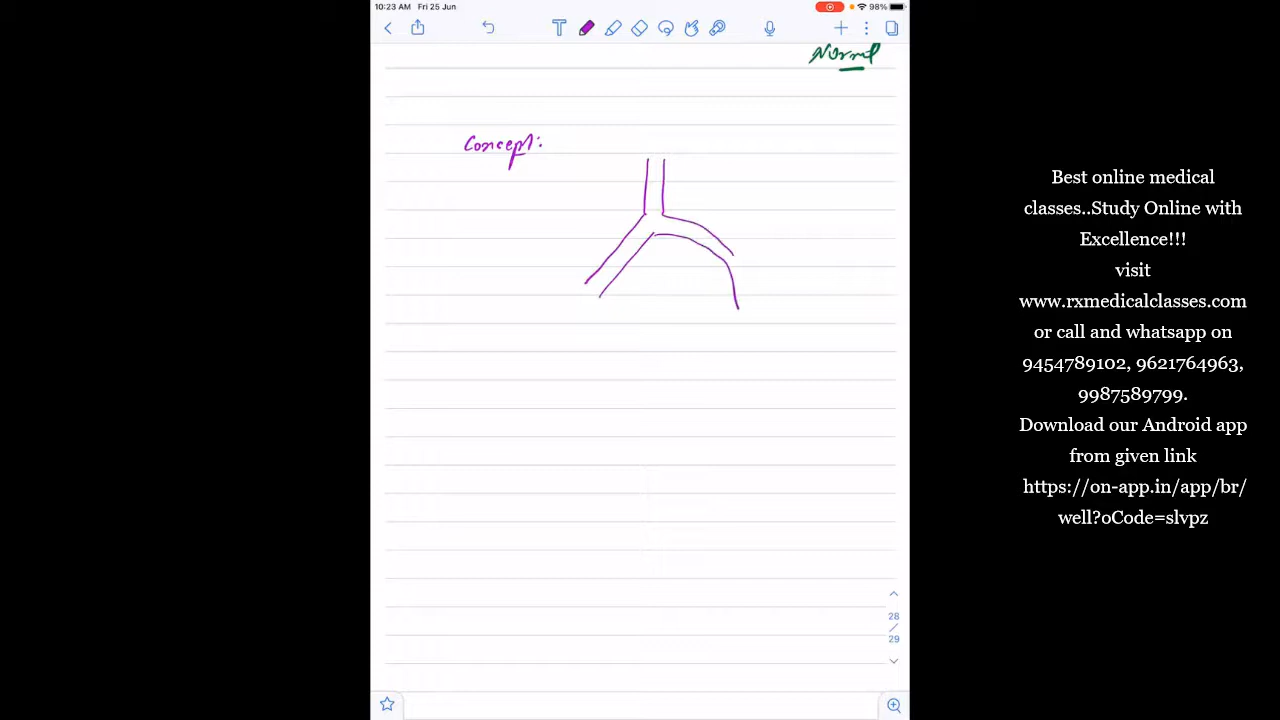 10:23 AM Fri 25 Jun
98%
Normal
Concept:
Best online medical
classes..Study Online with
Excellence!!!
visit
www.rxmedicalclasses.com
or call and whatsapp on
9454789102, 9621764963,
9987589799.
Download our Android app
from given link
https://on-app.in/app/br/
well?oCode=slvpz
28
/
29